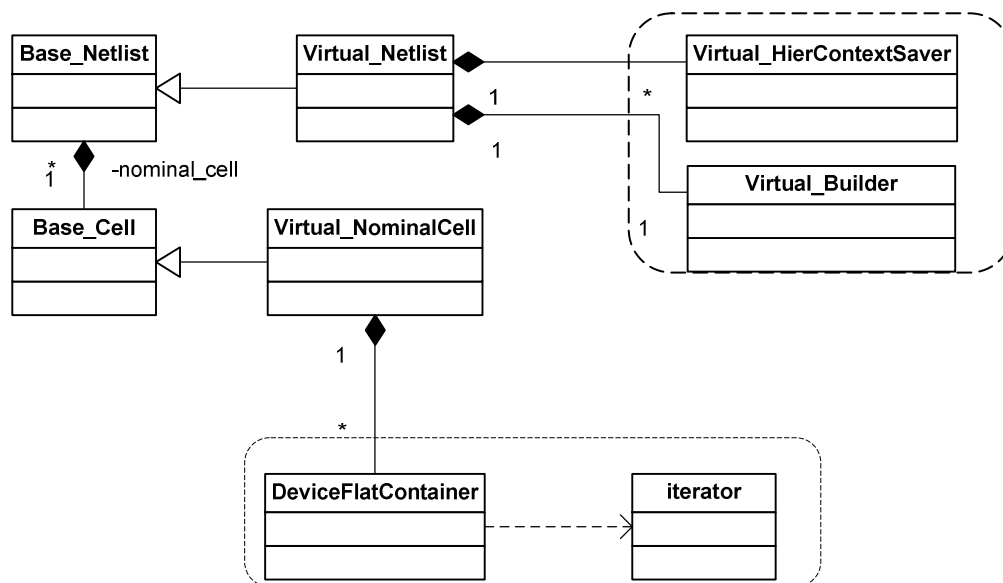 Base_Netlist
Virtual_Netlist
Virtual_HierContextSaver
1
*
1
*
1
-nominal_cell
Virtual_Builder
1
Base_Cell
Virtual_NominalCell
1
*
DeviceFlatContainer
iterator